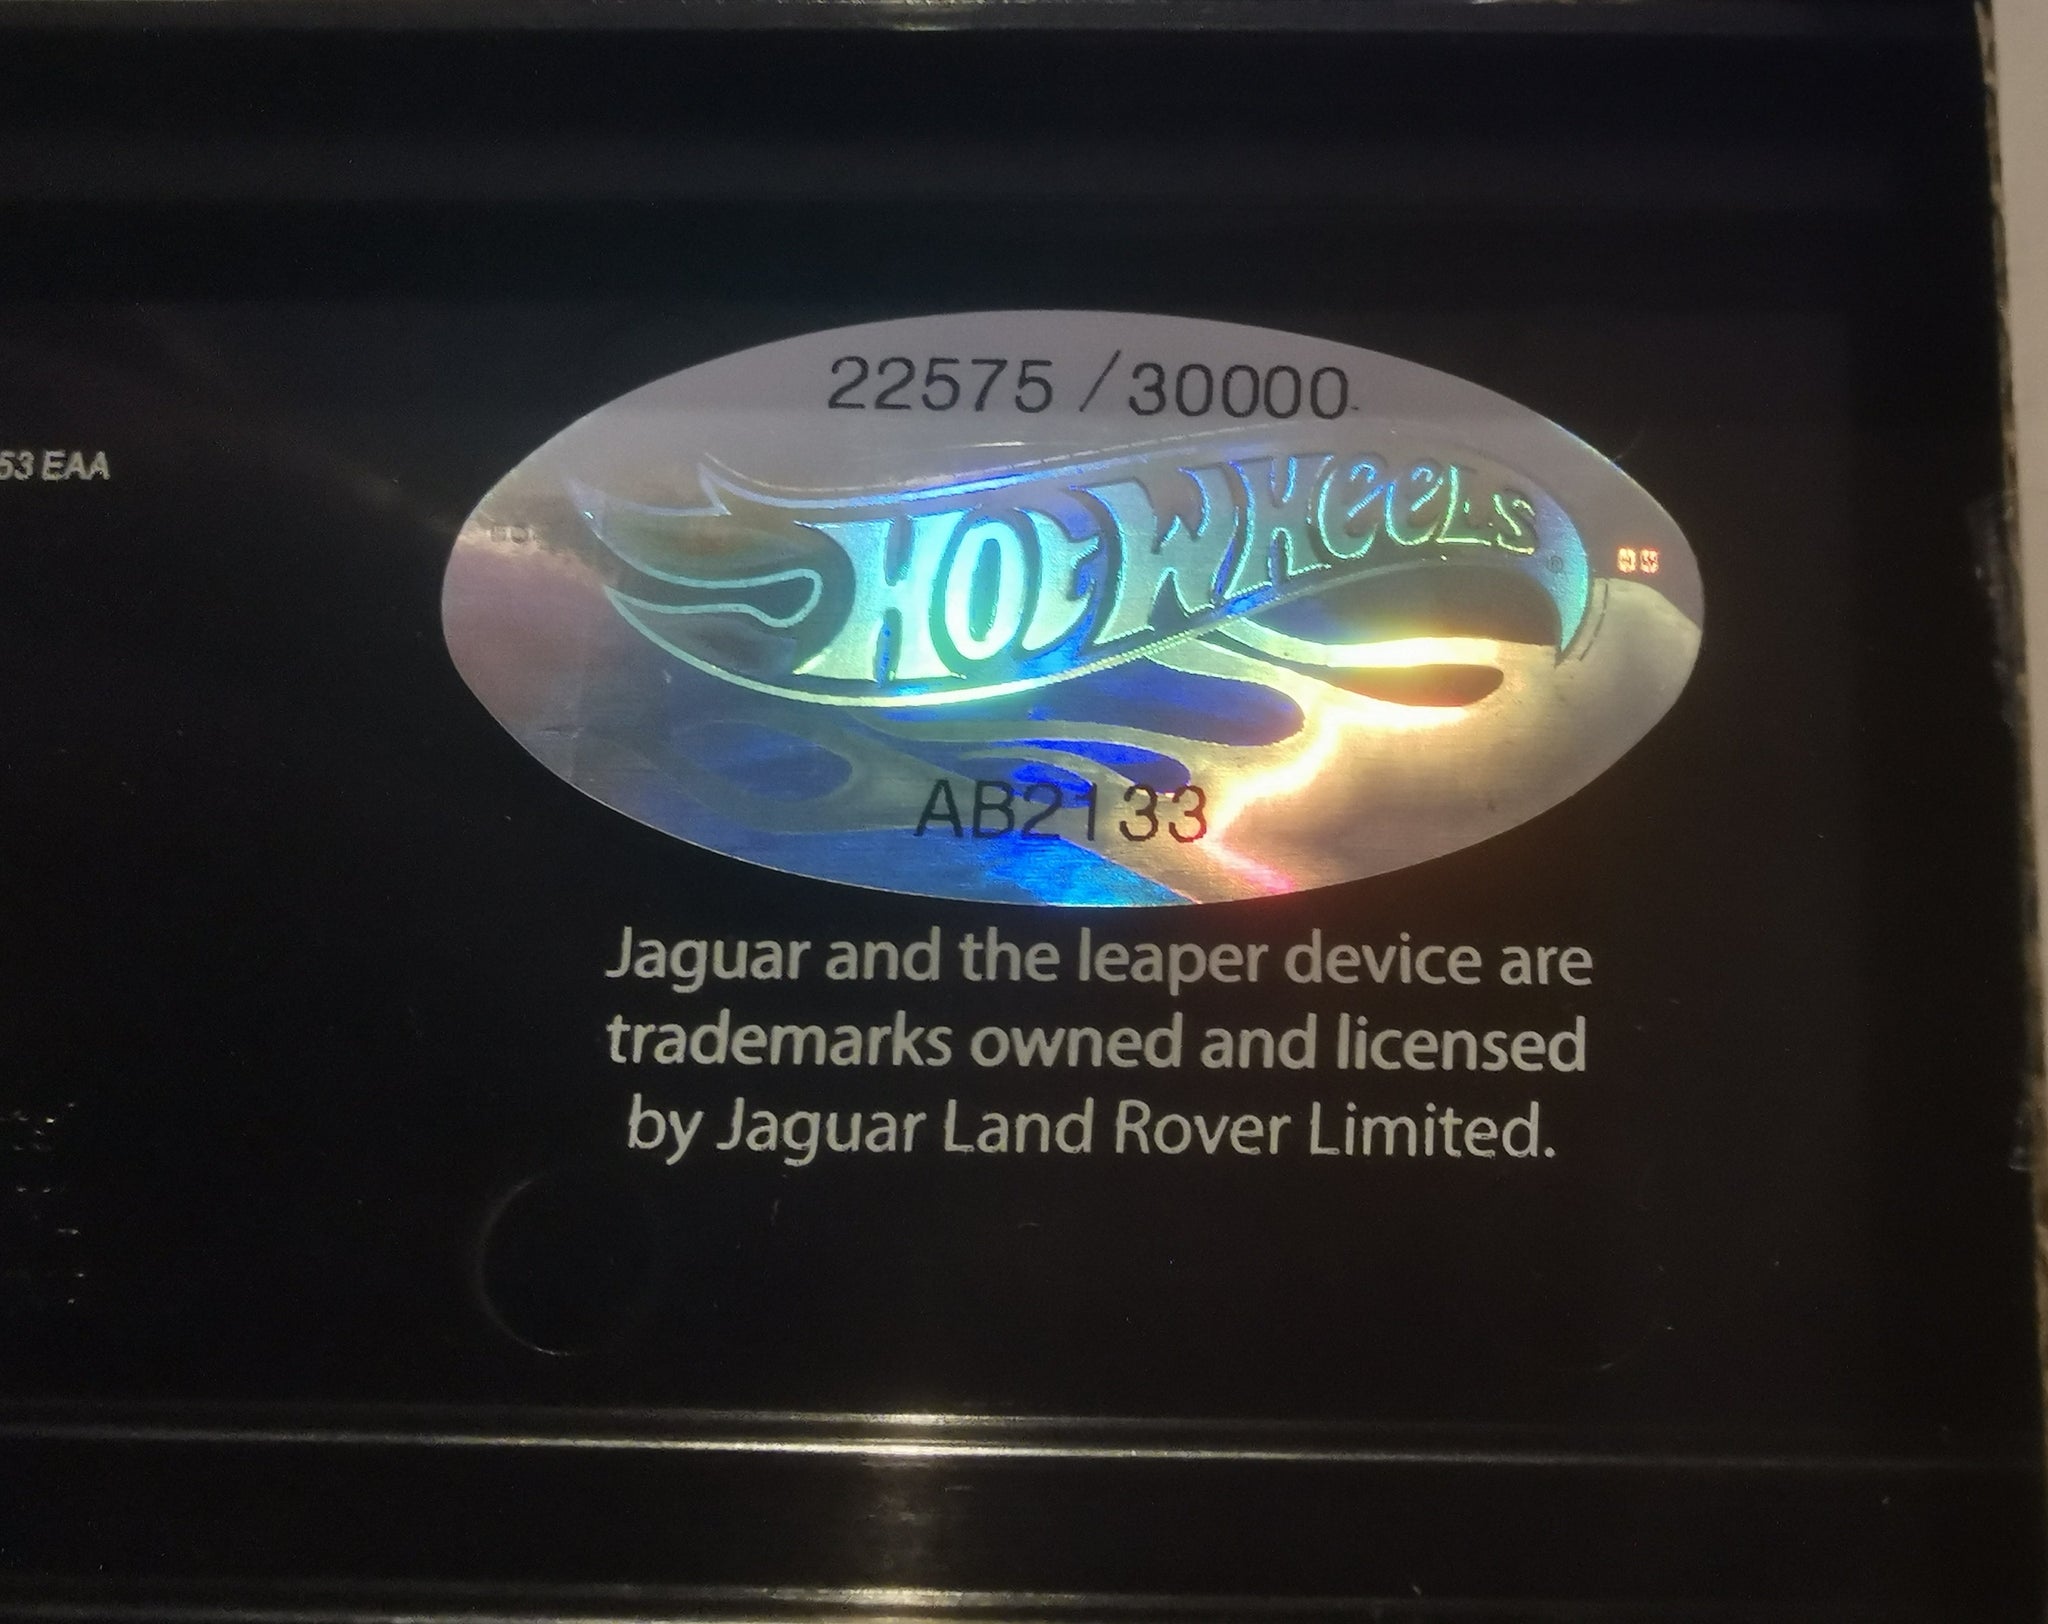 22575/30000
53 EAA
HOT WHEELS
®
AB2133
Jaguar and the leaper device are
trademarks owned and licensed
by Jaguar Land Rover Limited.